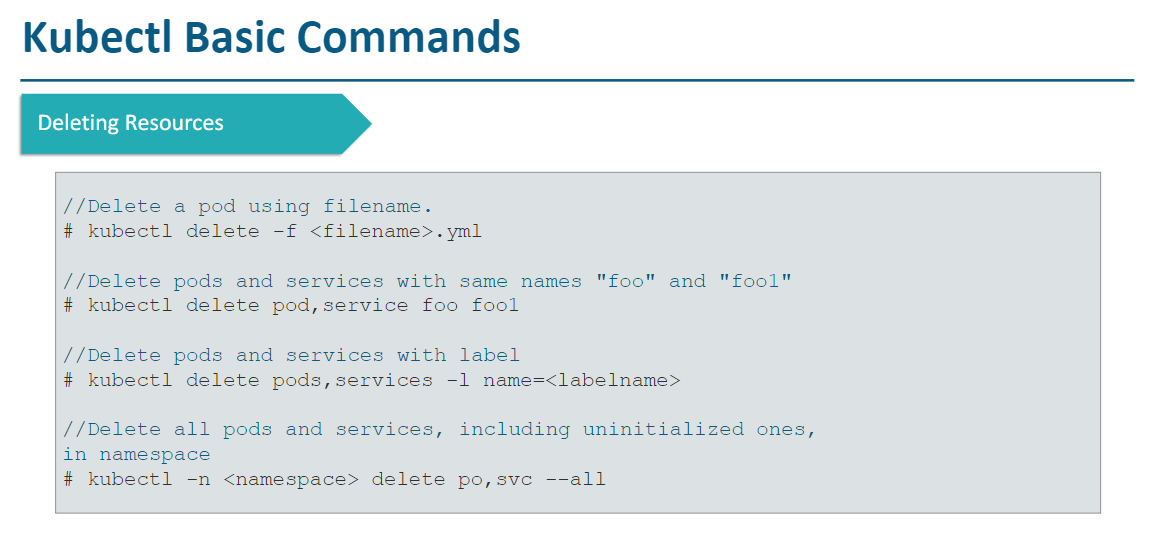 Kubectl Basic Commands
Deleting Resources
//Delete a pod using filename.
# kubectl delete -f <filename>.yml
//Delete pods and services with same names "foo" and "foo1"
# kubectl delete pod,service foo foo1
//Delete pods and services with label
# kubectl delete pods,services -l name=<labelname>
//Delete all pods and services, including uninitialized ones,
in namespace
# kubectl -n <namespace> delete po,svc --all